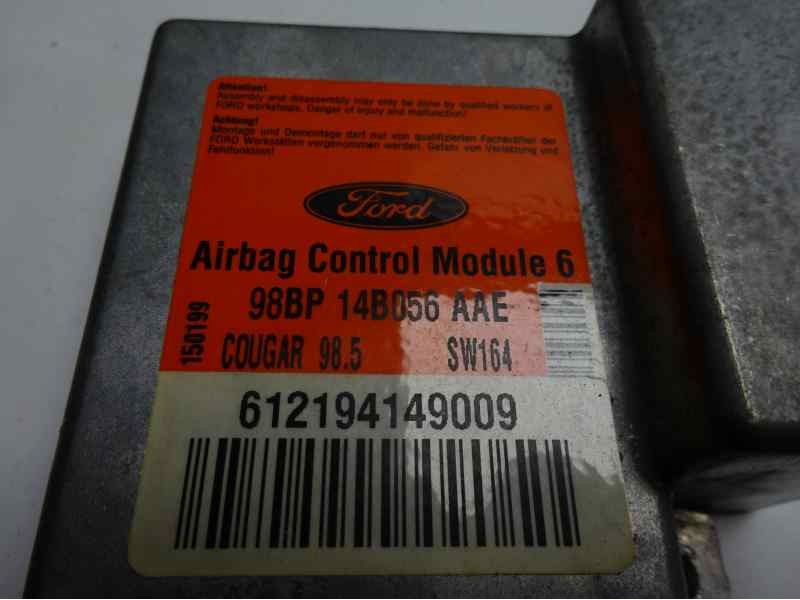 Attention!
Assembly and disassembly may only be done by qualified workers of
FORD workshops. Danger of injury and malfunction!
Achtung!
Montage und Demontage darf nur von qualifizierten Fachkräften der
FORD Werkstätten vorgenommen werden. Gefahr von Verletzung und
Fehlfunktion!
Ford
Airbag Control Module 6
98BP 14B056 AAE
150199
COUGAR 98.5 SW164
612194149009